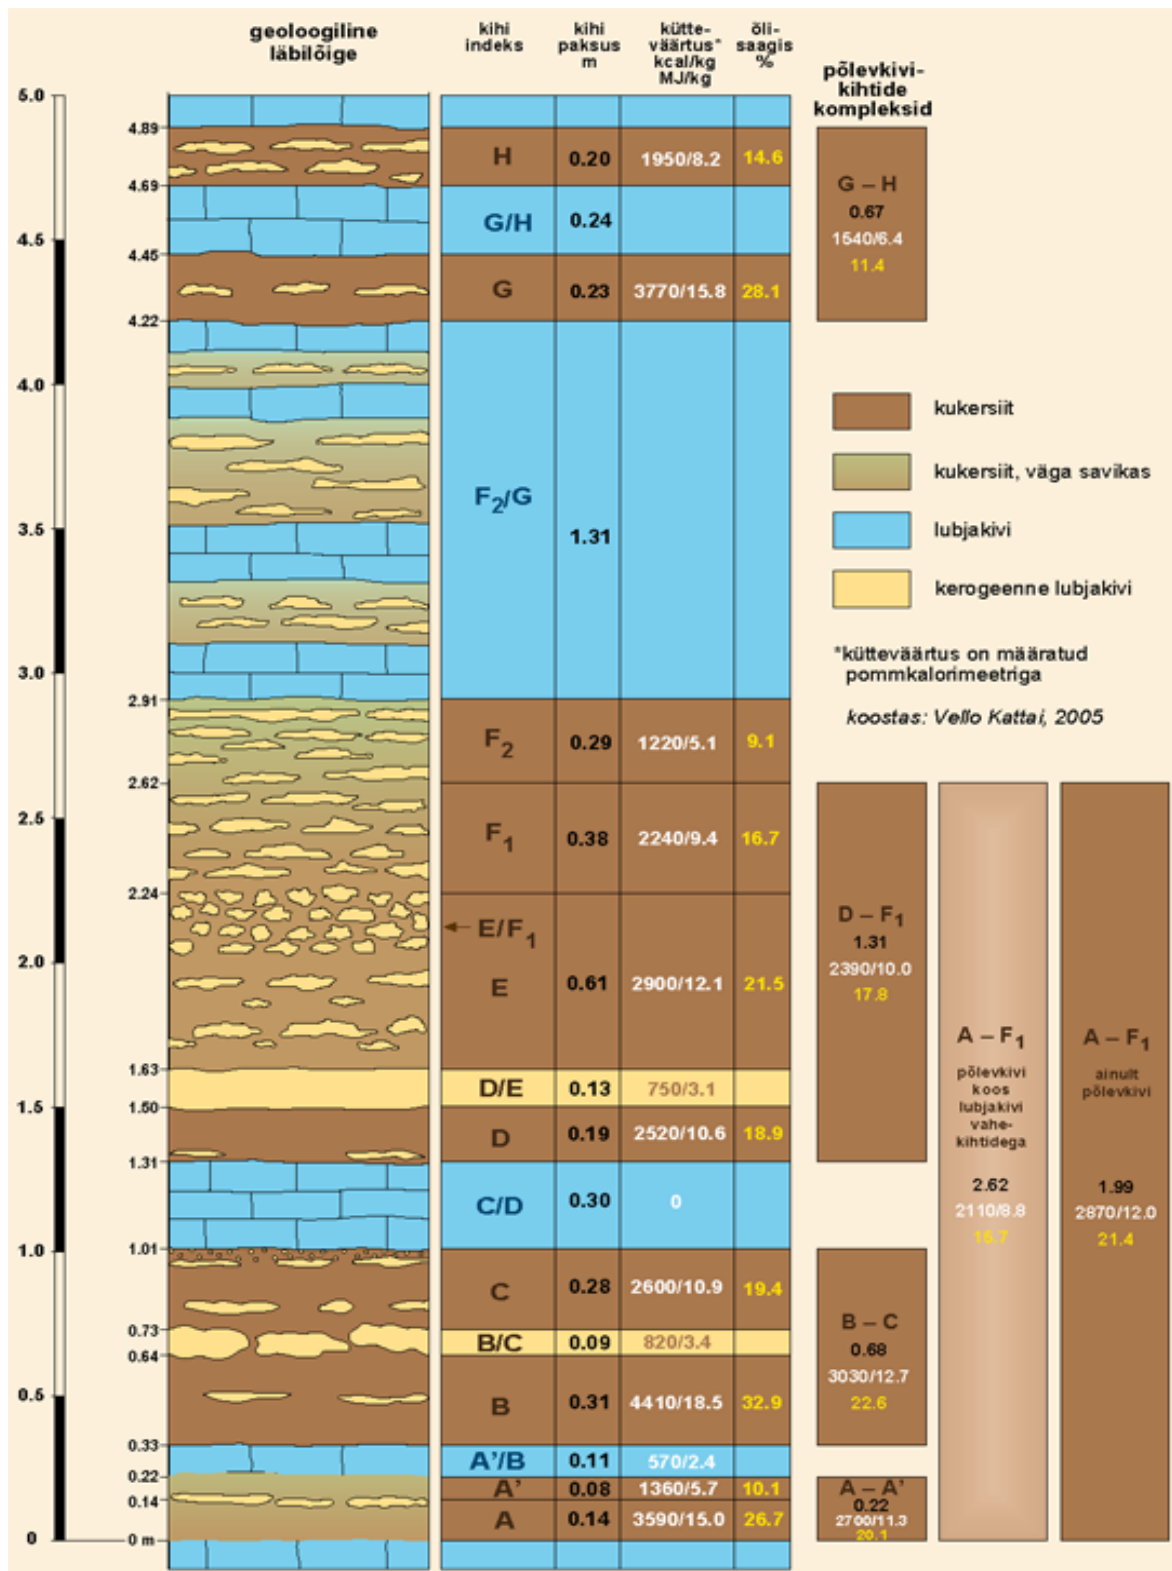 geoloogiline
läbilõige
kihi
indeks
kihi
paksus
m
kütte-
väärtus*
kcal/kg
MJ/kg
õli-
saagis
%
põlevkivi-
kihtide
kompleksid
5.0
4.5
4.0
3.5
3.0
2.5
2.0
1.5
1.0
0.5
0
4.89
4.69
4.45
4.22
2.91
2.62
2.24
1.63
1.50
1.31
1.01
0.73
0.64
0.33
0.22
0.14
0 m
H 0.20 1950/8.2 14.6
G/H 0.24
G 0.23 3770/15.8 28.1
F2/G 1.31
F2 0.29 1220/5.1 9.1
F1 0.38 2240/9.4 16.7
E/F1
E 0.61 2900/12.1 21.5
D/E 0.13 750/3.1
D 0.19 2520/10.6 18.9
C/D 0.30 0
C 0.28 2600/10.9 19.4
B/C 0.09 820/3.4
B 0.31 4410/18.5 32.9
A'/B 0.11 570/2.4
A' 0.08 1360/5.7 10.1
A 0.14 3590/15.0 26.7
G – H
0.67
1540/6.4
11.4
kukersiit
kukersiit, väga savikas
lubjakivi
kerogeenne lubjakivi
*kütteväärtus on määratud
pommkalorimeetriga
koostas: Vello Kattai, 2005
D – F1
1.31
2390/10.0
17.8
B – C
0.68
3030/12.7
22.6
A – A'
0.22
2700/11.3
20.1
A – F1
põlevkivi
koos
lubjakivi
vahe-
kihtidega
2.62
2110/8.8
16.7
A – F1
ainult
põlevkivi
1.99
2870/12.0
21.4